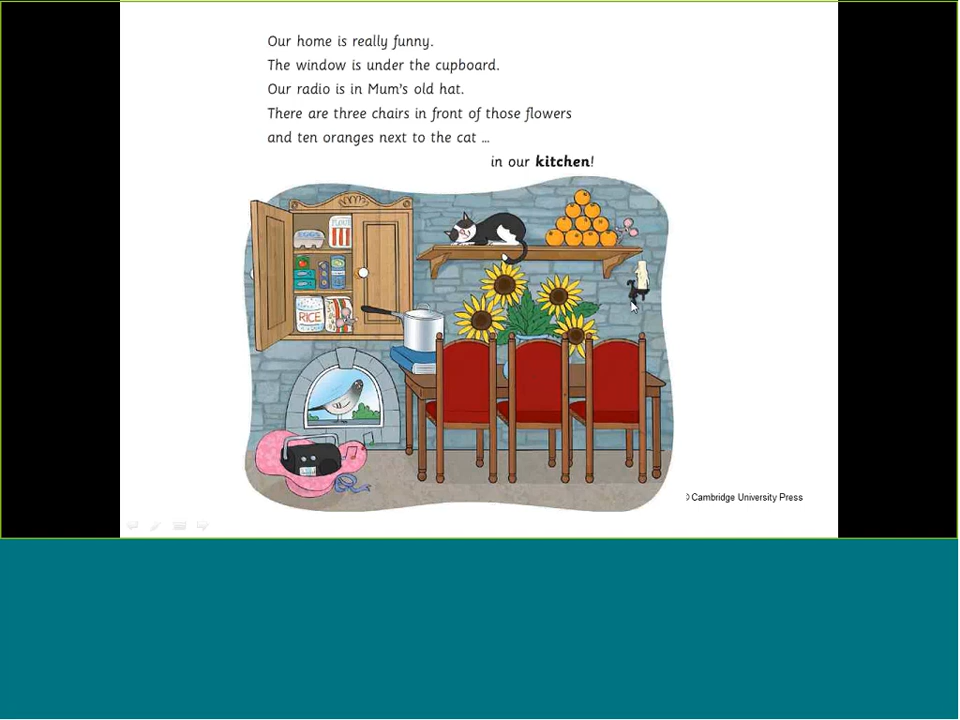 Our home is really funny.
The window is under the cupboard.
Our radio is in Mum's old hat.
There are three chairs in front of those flowers
and ten oranges next to the cat ...
in our kitchen!
FLOUR
RICE
© Cambridge University Press